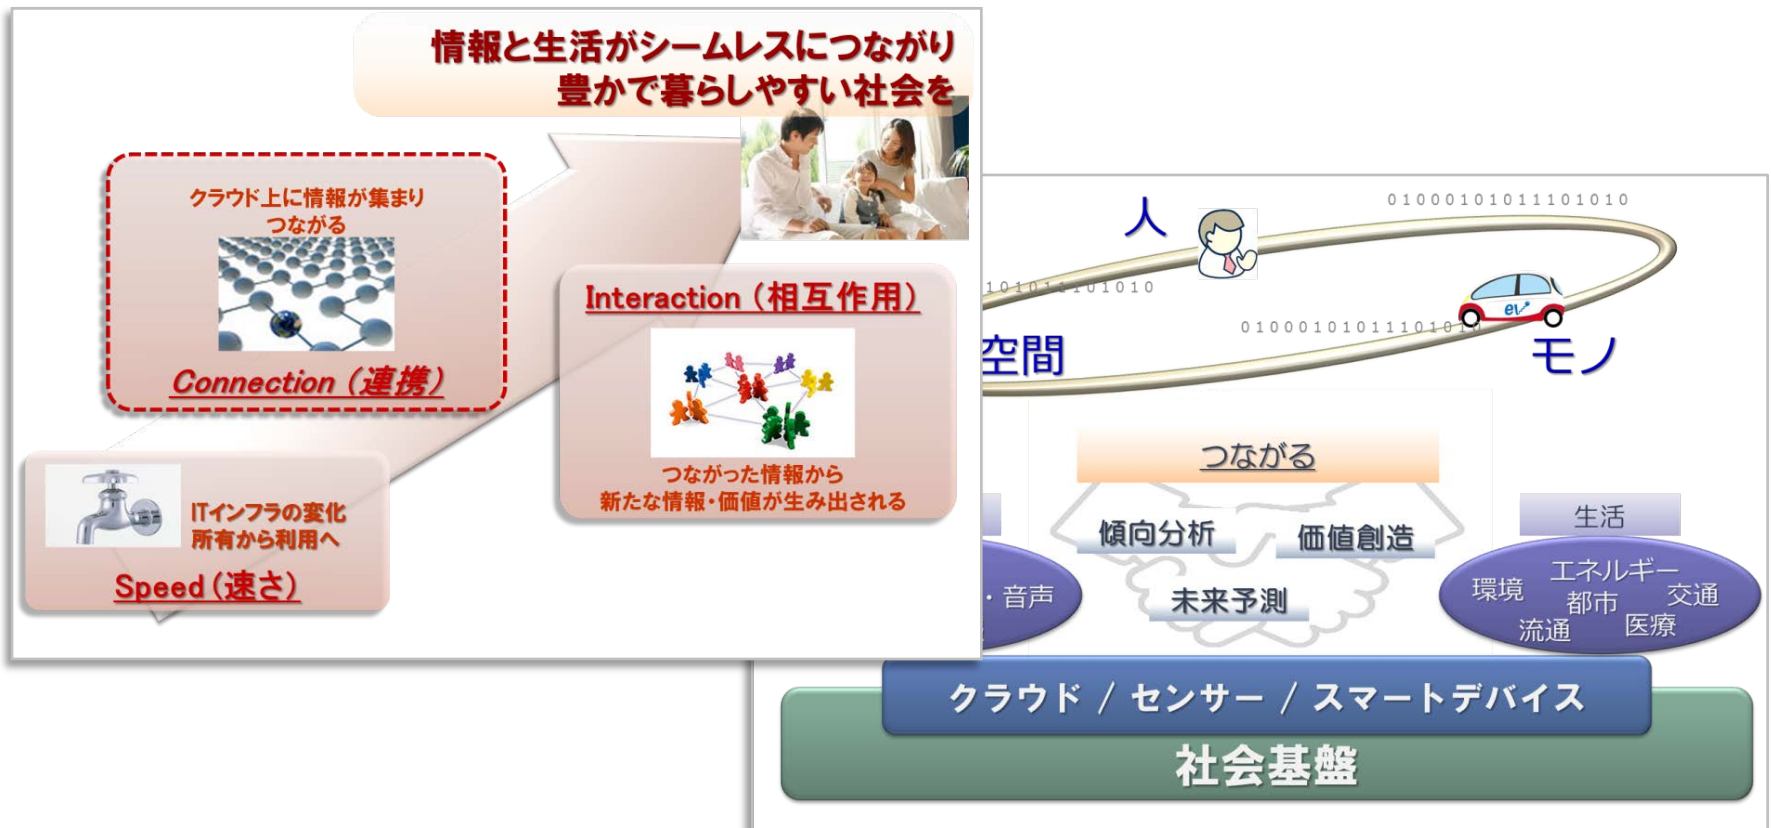 情報と生活がシームレスにつながり
豊かで暮らしやすい社会を
クラウド上に情報が集まり
つながる
Connection（連携）
Interaction（相互作用）
つながった情報から
新たな情報・価値が生み出される
ITインフラの変化
所有から利用へ
Speed（速さ）
人
01000101011101010
101011101010
01000101011101010
空間
モノ
つながる
傾向分析
価値創造
未来予測
・音声
生活
環境
エネルギー
都市
交通
流通
医療
クラウド / センサー / スマートデバイス
社会基盤